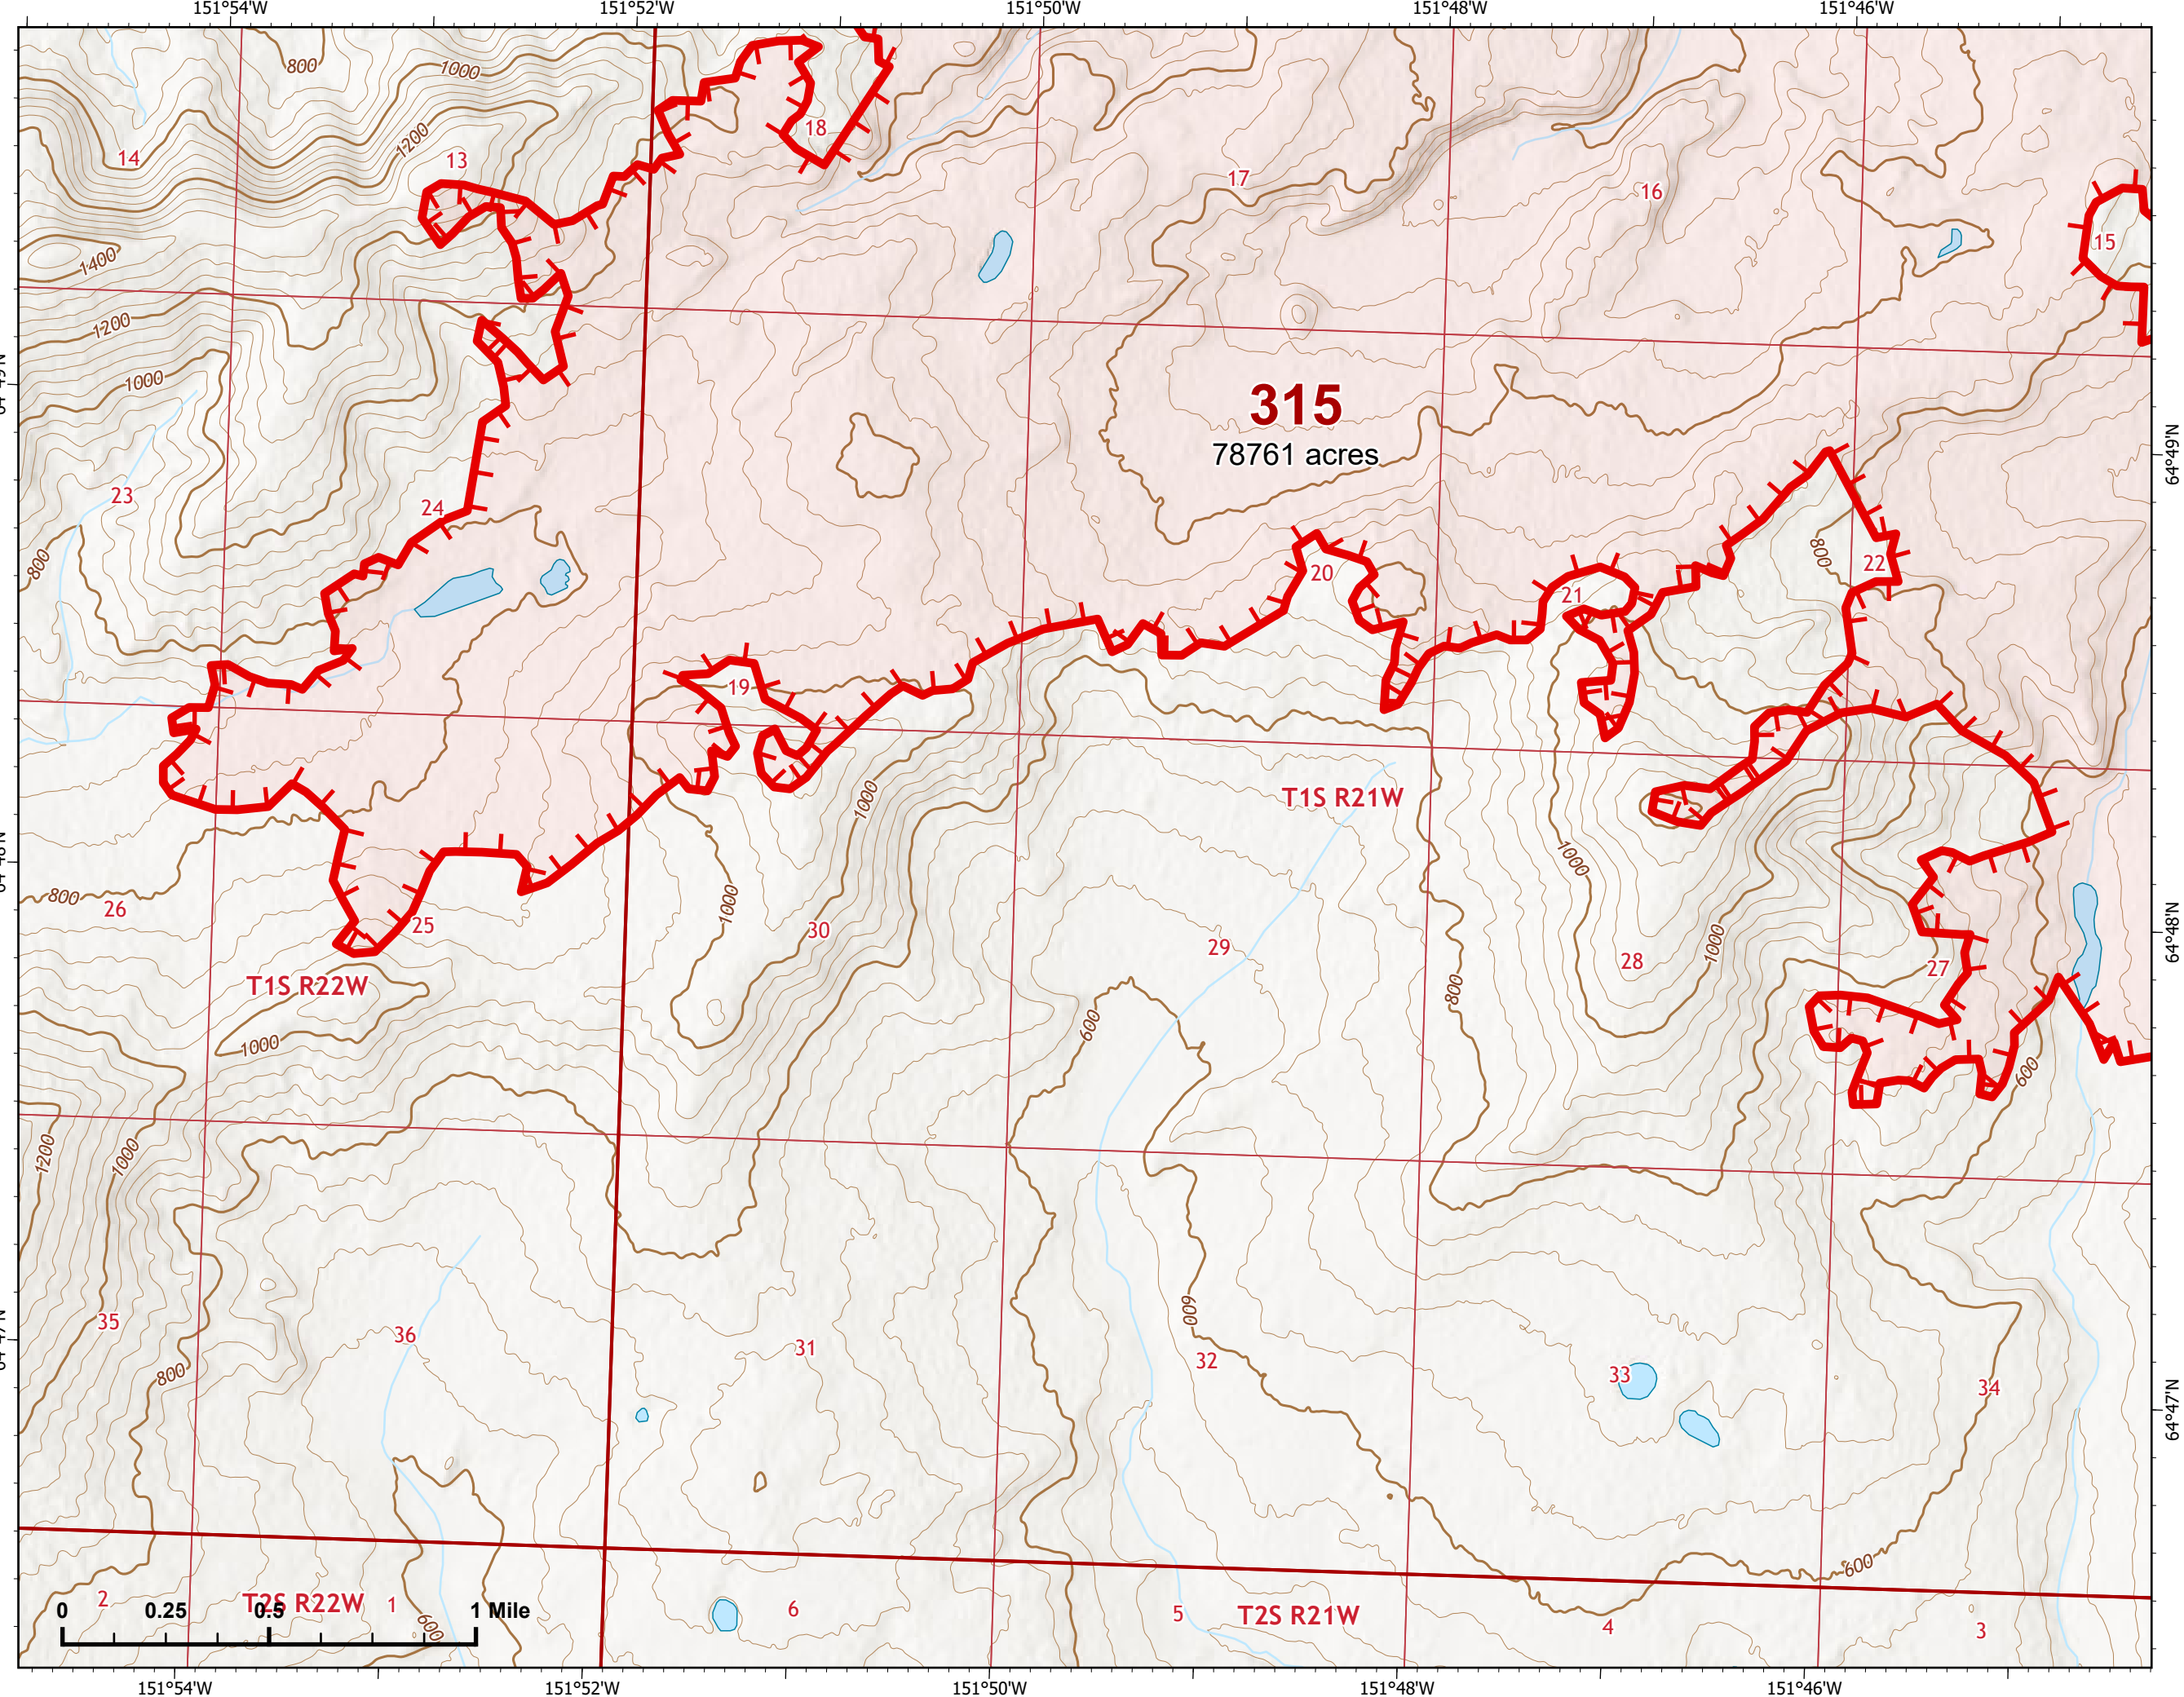 151°54'W 151°52'W 151°50'W 151°48'W 151°46'W
800 1000
14 13 1200 18 17 16 15
1400
1200
1000
64°49'N
315
78761 acres
23 24 800 19 20 21 22 800
T1S R21W
1000 1000
800 26 25 1000 30 29 28 1000 27
64°48'N
T1S R22W
1000 800 600 600
1200 1000
35 36 31 32 33 34
600
800
64°47'N
600
2 T2S R22W 1 6 5 T2S R21W 4 3
600
0 0.25 0.5 1 Mile
151°54'W 151°52'W 151°50'W 151°48'W 151°46'W